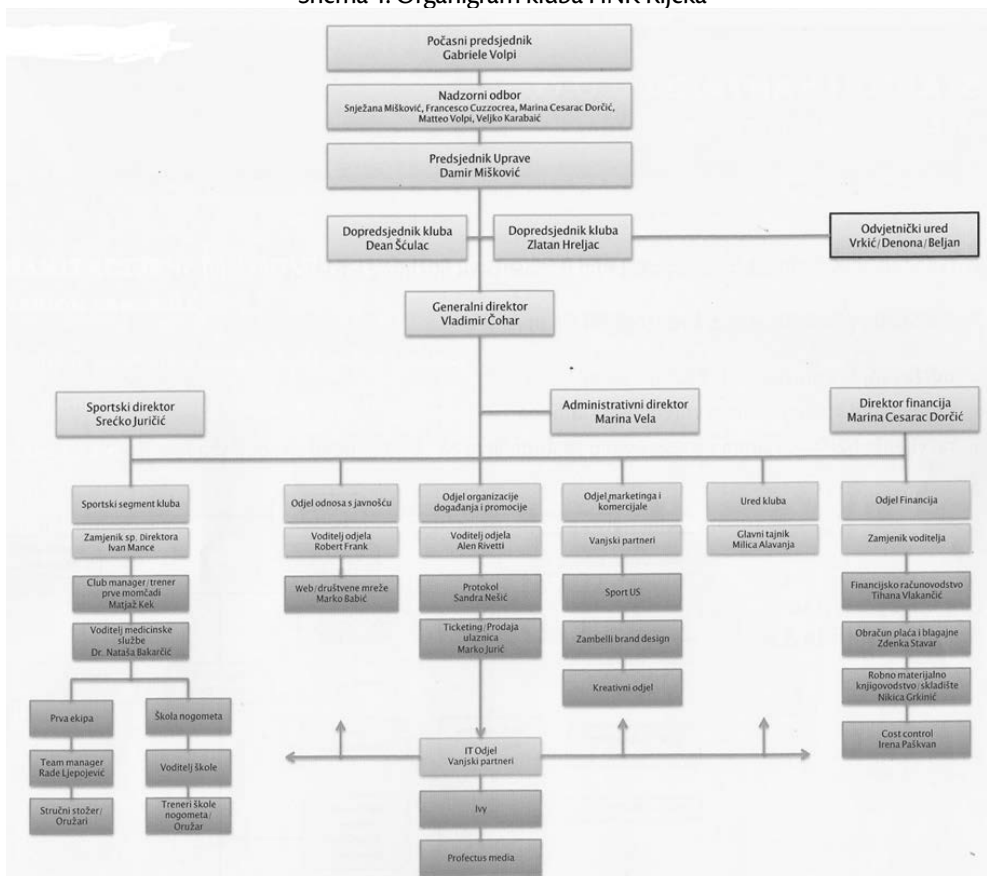 Shema 1. Organigram kluba HNK Rijeka
Počasni predsjednik
Gabriele Volpi
Nadzorni odbor
Snježana Mišković, Francesco Cuzzocrea, Marina Cesarac Dorčić,
Matteo Volpi, Veljko Karabaić
Predsjednik Uprave
Damir Mišković
Dopredsjednik kluba
Dean Šćulac
Dopredsjednik kluba
Zlatan Hreljac
Odvjetnički ured
Vrkić/Denona/Beljan
Generalni direktor
Vladimir Čohar
Sportski direktor
Srećko Juričić
Administrativni direktor
Marina Vela
Direktor financija
Marina Cesarac Dorčić
Sportski segment kluba
Zamjenik sp. Direktora
Ivan Mance
Club manager/trener
prve momčadi
Matjaž Kek
Voditelj medicinske
službe
Dr. Nataša Bakarčić
Prva ekipa
Team manager
Rade Ljepojević
Stručni stožer/
Oružari
Škola nogometa
Voditelj škole
Treneri škole
nogometa/
Oružar
Odjel odnosa s javnošću
Voditelj odjela
Robert Frank
Web/društvene mreže
Marko Babić
Odjel organizacije
događanja i promocije
Voditelj odjela
Alen Rivetti
Protokol
Sandra Nešić
Ticketing/Prodaja
ulaznica
Marko Jurić
IT Odjel
Vanjski partneri
Ivy
Profectus media
Odjel marketinga i
komercijale
Vanjski partneri
Sport US
Zambelli brand design
Kreativni odjel
Ured kluba
Glavni tajnik
Milica Alavanja
Odjel Financija
Zamjenik voditelja
Financijsko računovodstvo
Tihana Vlakančić
Obračun plaća i blagajne
Zdenka Stavar
Robno materijalno
knjigovodstvo/skladište
Nikica Grkinić
Cost control
Irena Paškvan